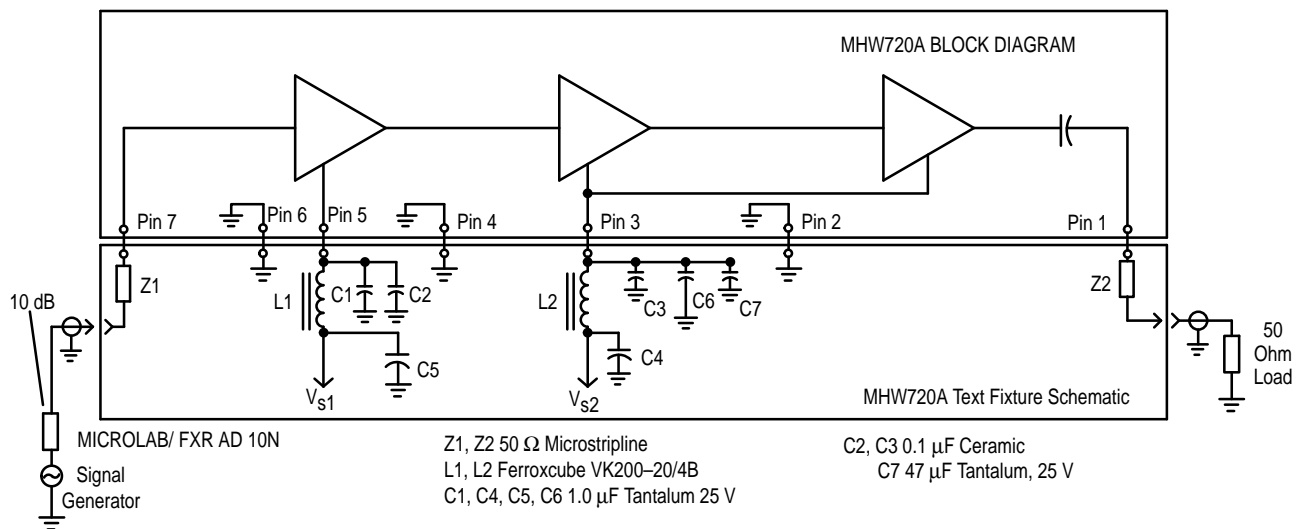 MHW720A BLOCK DIAGRAM
Pin 7
Pin 6
Pin 5
Pin 4
Pin 3
Pin 2
Pin 1
Z1
L1
C1
C2
L2
C3
C6
C7
Z2
10 dB
C5
C4
50
Ohm
Load
Vs1
Vs2
MHW720A Text Fixture Schematic
MICROLAB/ FXR AD 10N
Signal
Generator
Z1, Z2 50 Ω Microstripline
L1, L2 Ferroxcube VK200–20/4B
C1, C4, C5, C6 1.0 μF Tantalum 25 V
C2, C3 0.1 μF Ceramic
C7 47 μF Tantalum, 25 V